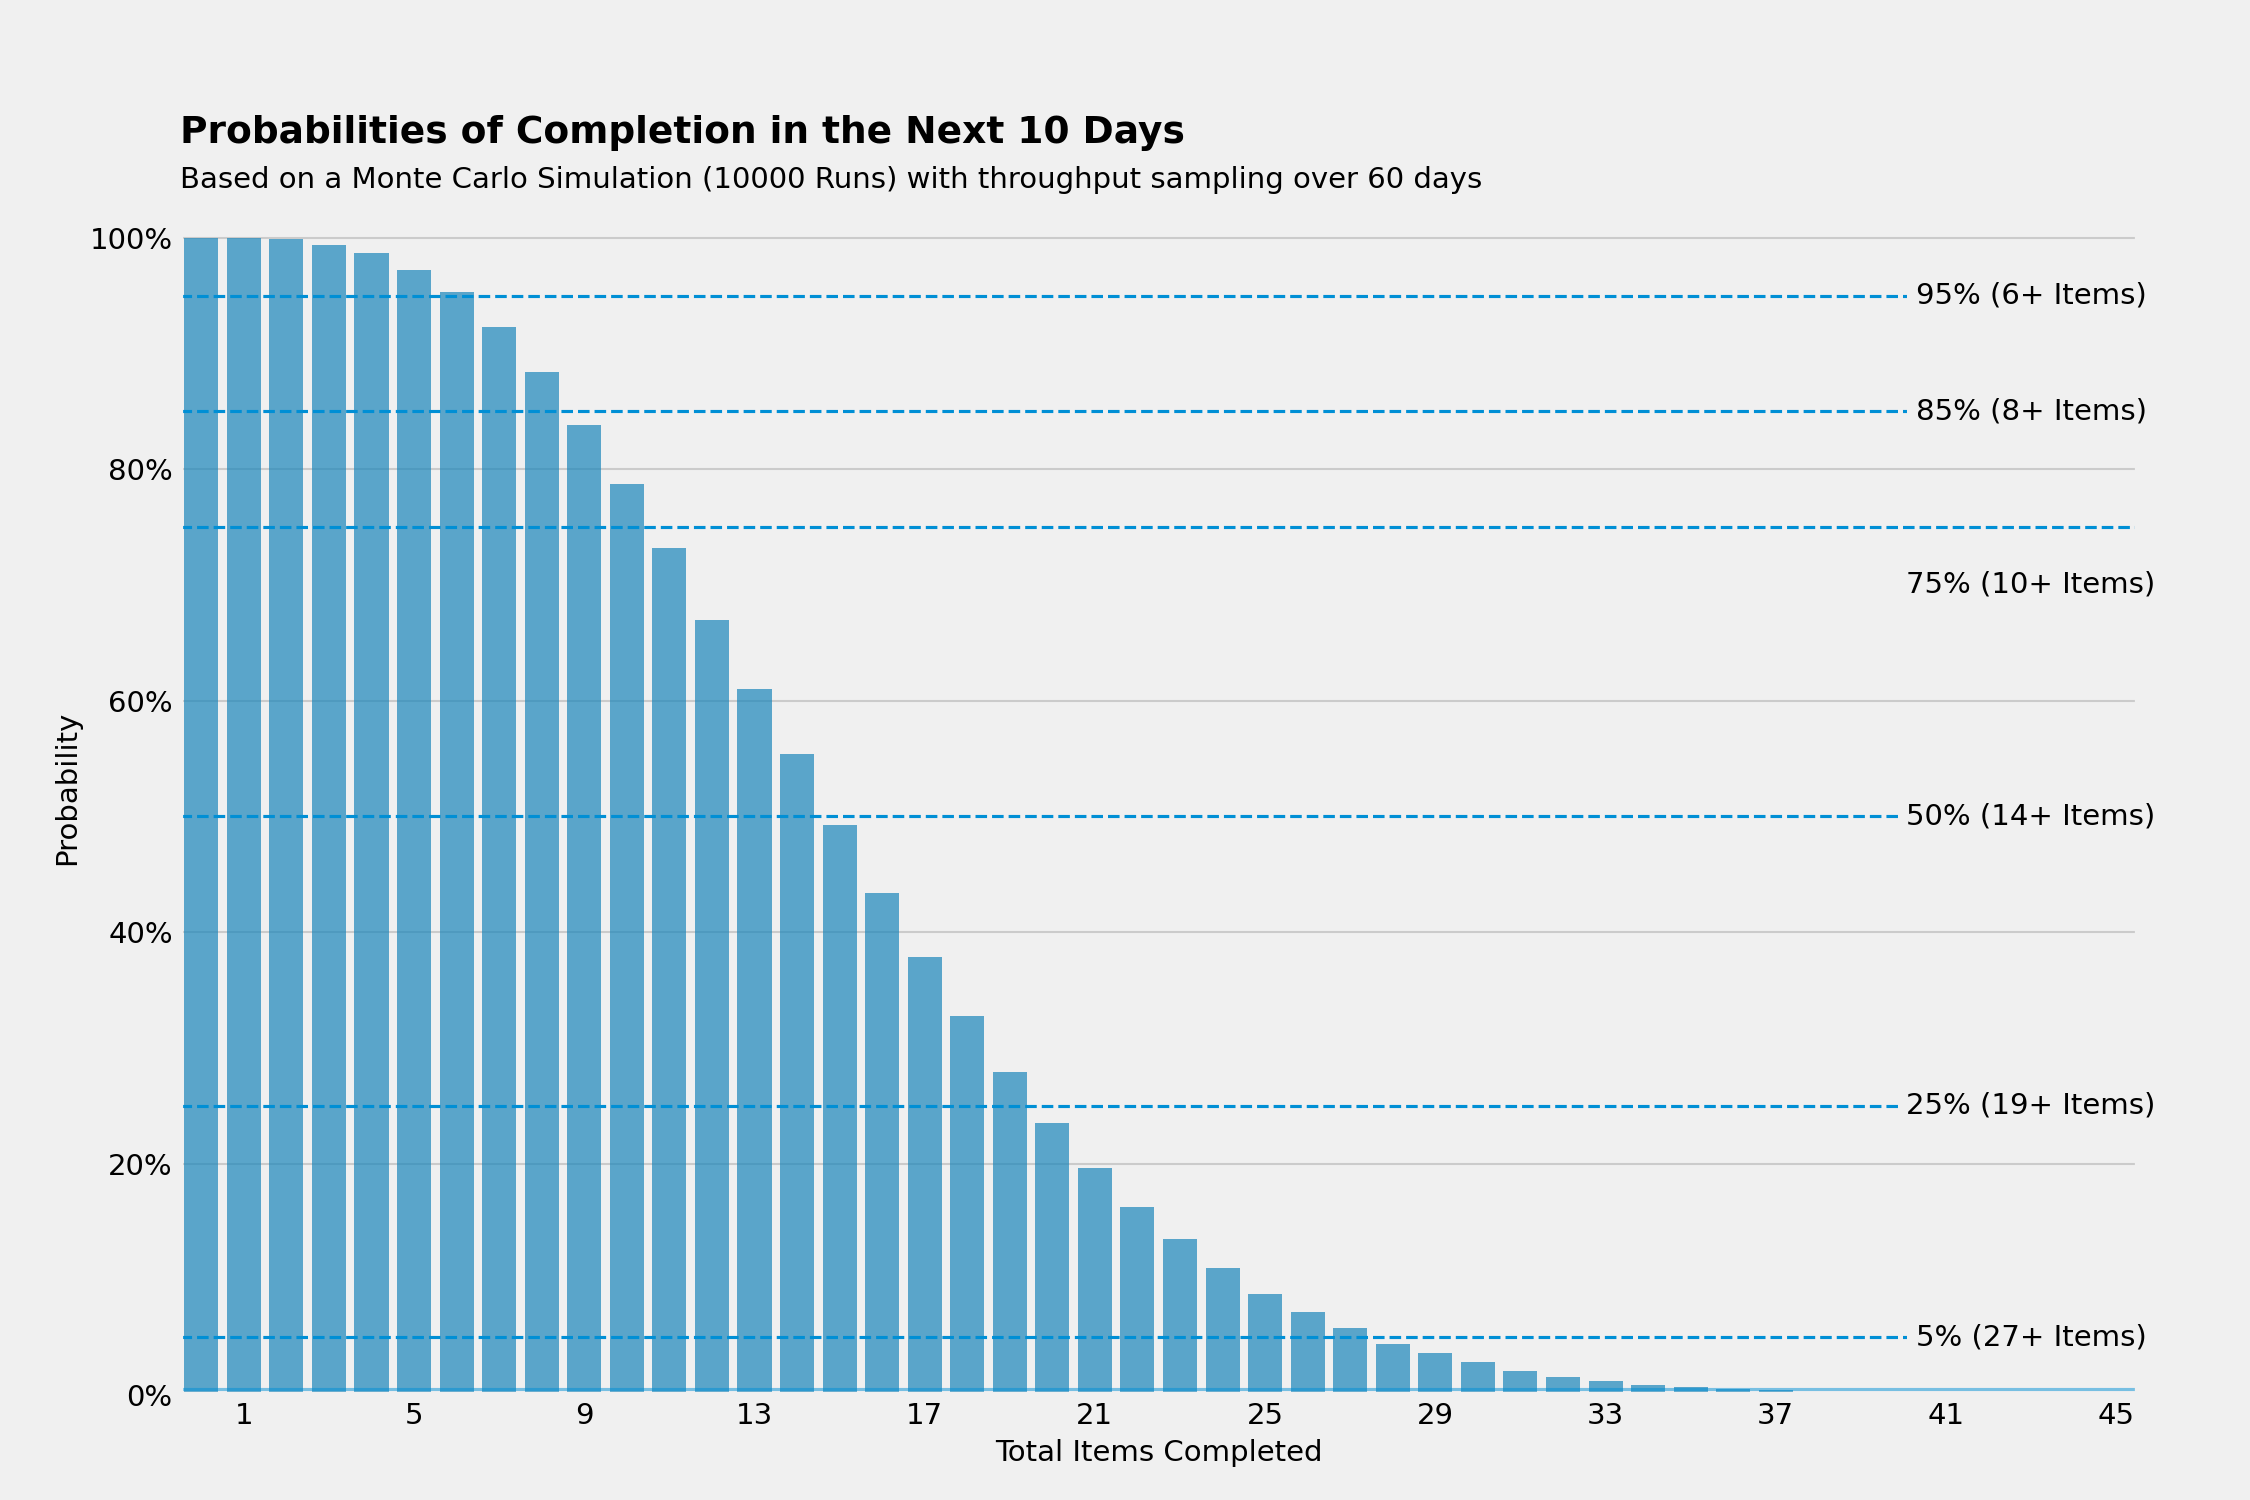 Probabilities of Completion in the Next 10 Days
Based on a Monte Carlo Simulation (10000 Runs) with throughput sampling over 60 days
100%
95% (6+ Items)
85% (8+ Items)
80%
75% (10+ Items)
60%
Probability
50% (14+ Items)
40%
25% (19+ Items)
20%
5% (27+ Items)
0%
1 5 9 13 17 21 25 29 33 37 41 45
Total Items Completed